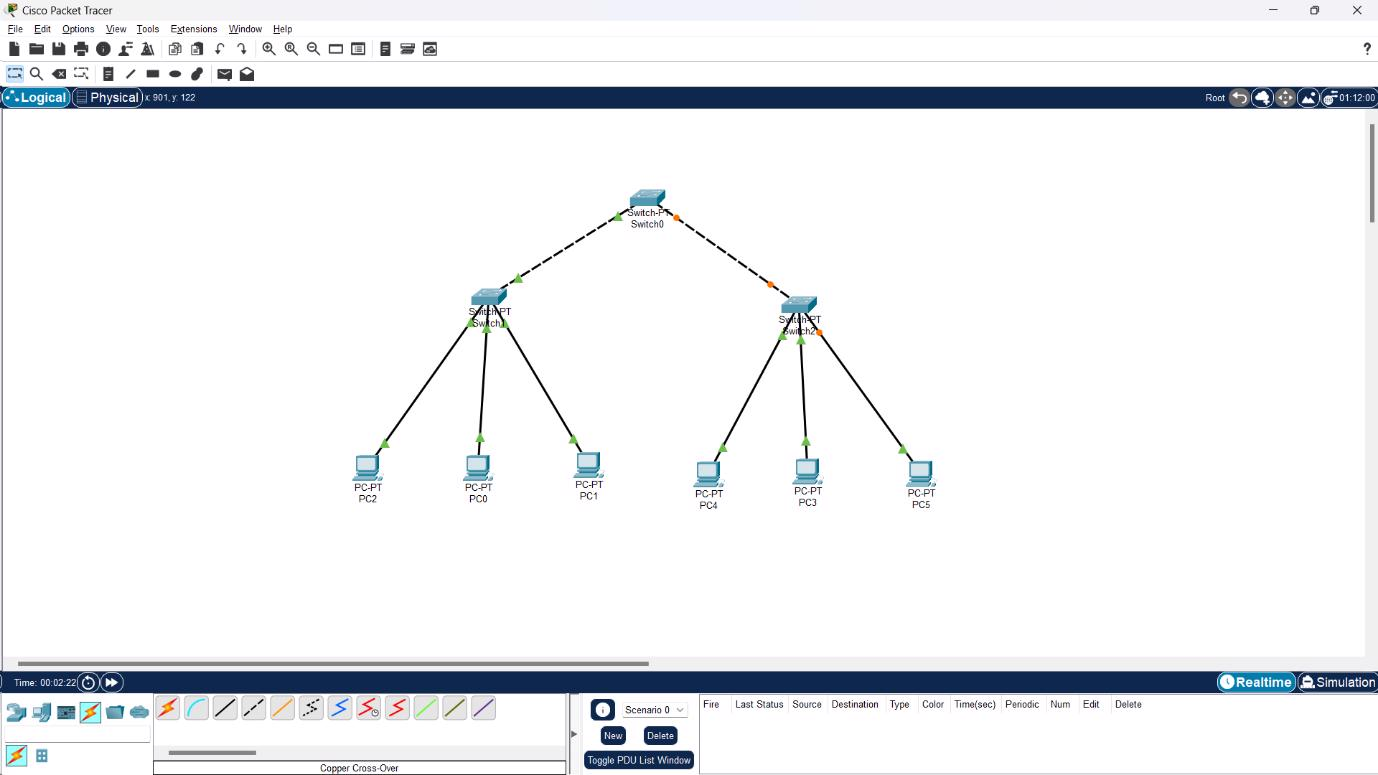 Cisco Packet Tracer
File Edit Options View Tools Extensions Window Help
?
Logical Physical x: 901, y: 122 Root 01:12:00
Switch-PT
Switch0
Switch-PT
Switch1
Switch-PT
Switch2
PC-PT
PC2
PC-PT
PC0
PC-PT
PC1
PC-PT
PC4
PC-PT
PC3
PC-PT
PC5
Time: 00:02:22 Realtime Simulation
Scenario 0
New Delete
Toggle PDU List Window
Fire Last Status Source Destination Type Color Time(sec) Periodic Num Edit Delete
Copper Cross-Over